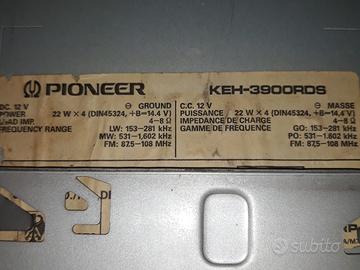 PIONEER KEH-3900RDS
DC. 12 V ⊖ GROUND
POWER 22 W × 4 (DIN45324, +B=14.4 V)
LOAD IMP. 4–8 Ω
FREQUENCY RANGE LW: 153–281 kHz
MW: 531–1.602 kHz
FM: 87.5–108 MHz
C.C. 12 V ⊖ MASSE
PUISSANCE 22 W × 4 (DIN45324, +B=14.4 V)
IMPEDANCE DE CHARGE 4–8 Ω
GAMME DE FRÉQUENCE GO: 153–281 kHz
PO: 531–1.602 kHz
FM: 87.5–108 MHz
subito